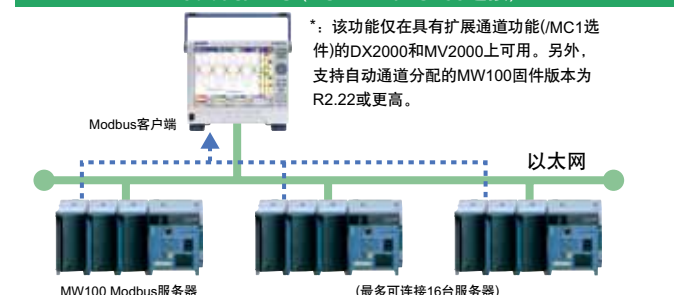 *：该功能仅在具有扩展通道功能(/MC1选
件)的DX2000和MV2000上可用。另外，
支持自动通道分配的MW100固件版本为
R2.22或更高。
Modbus客户端
以太网
MW100 Modbus服务器
(最多可连接16台服务器)